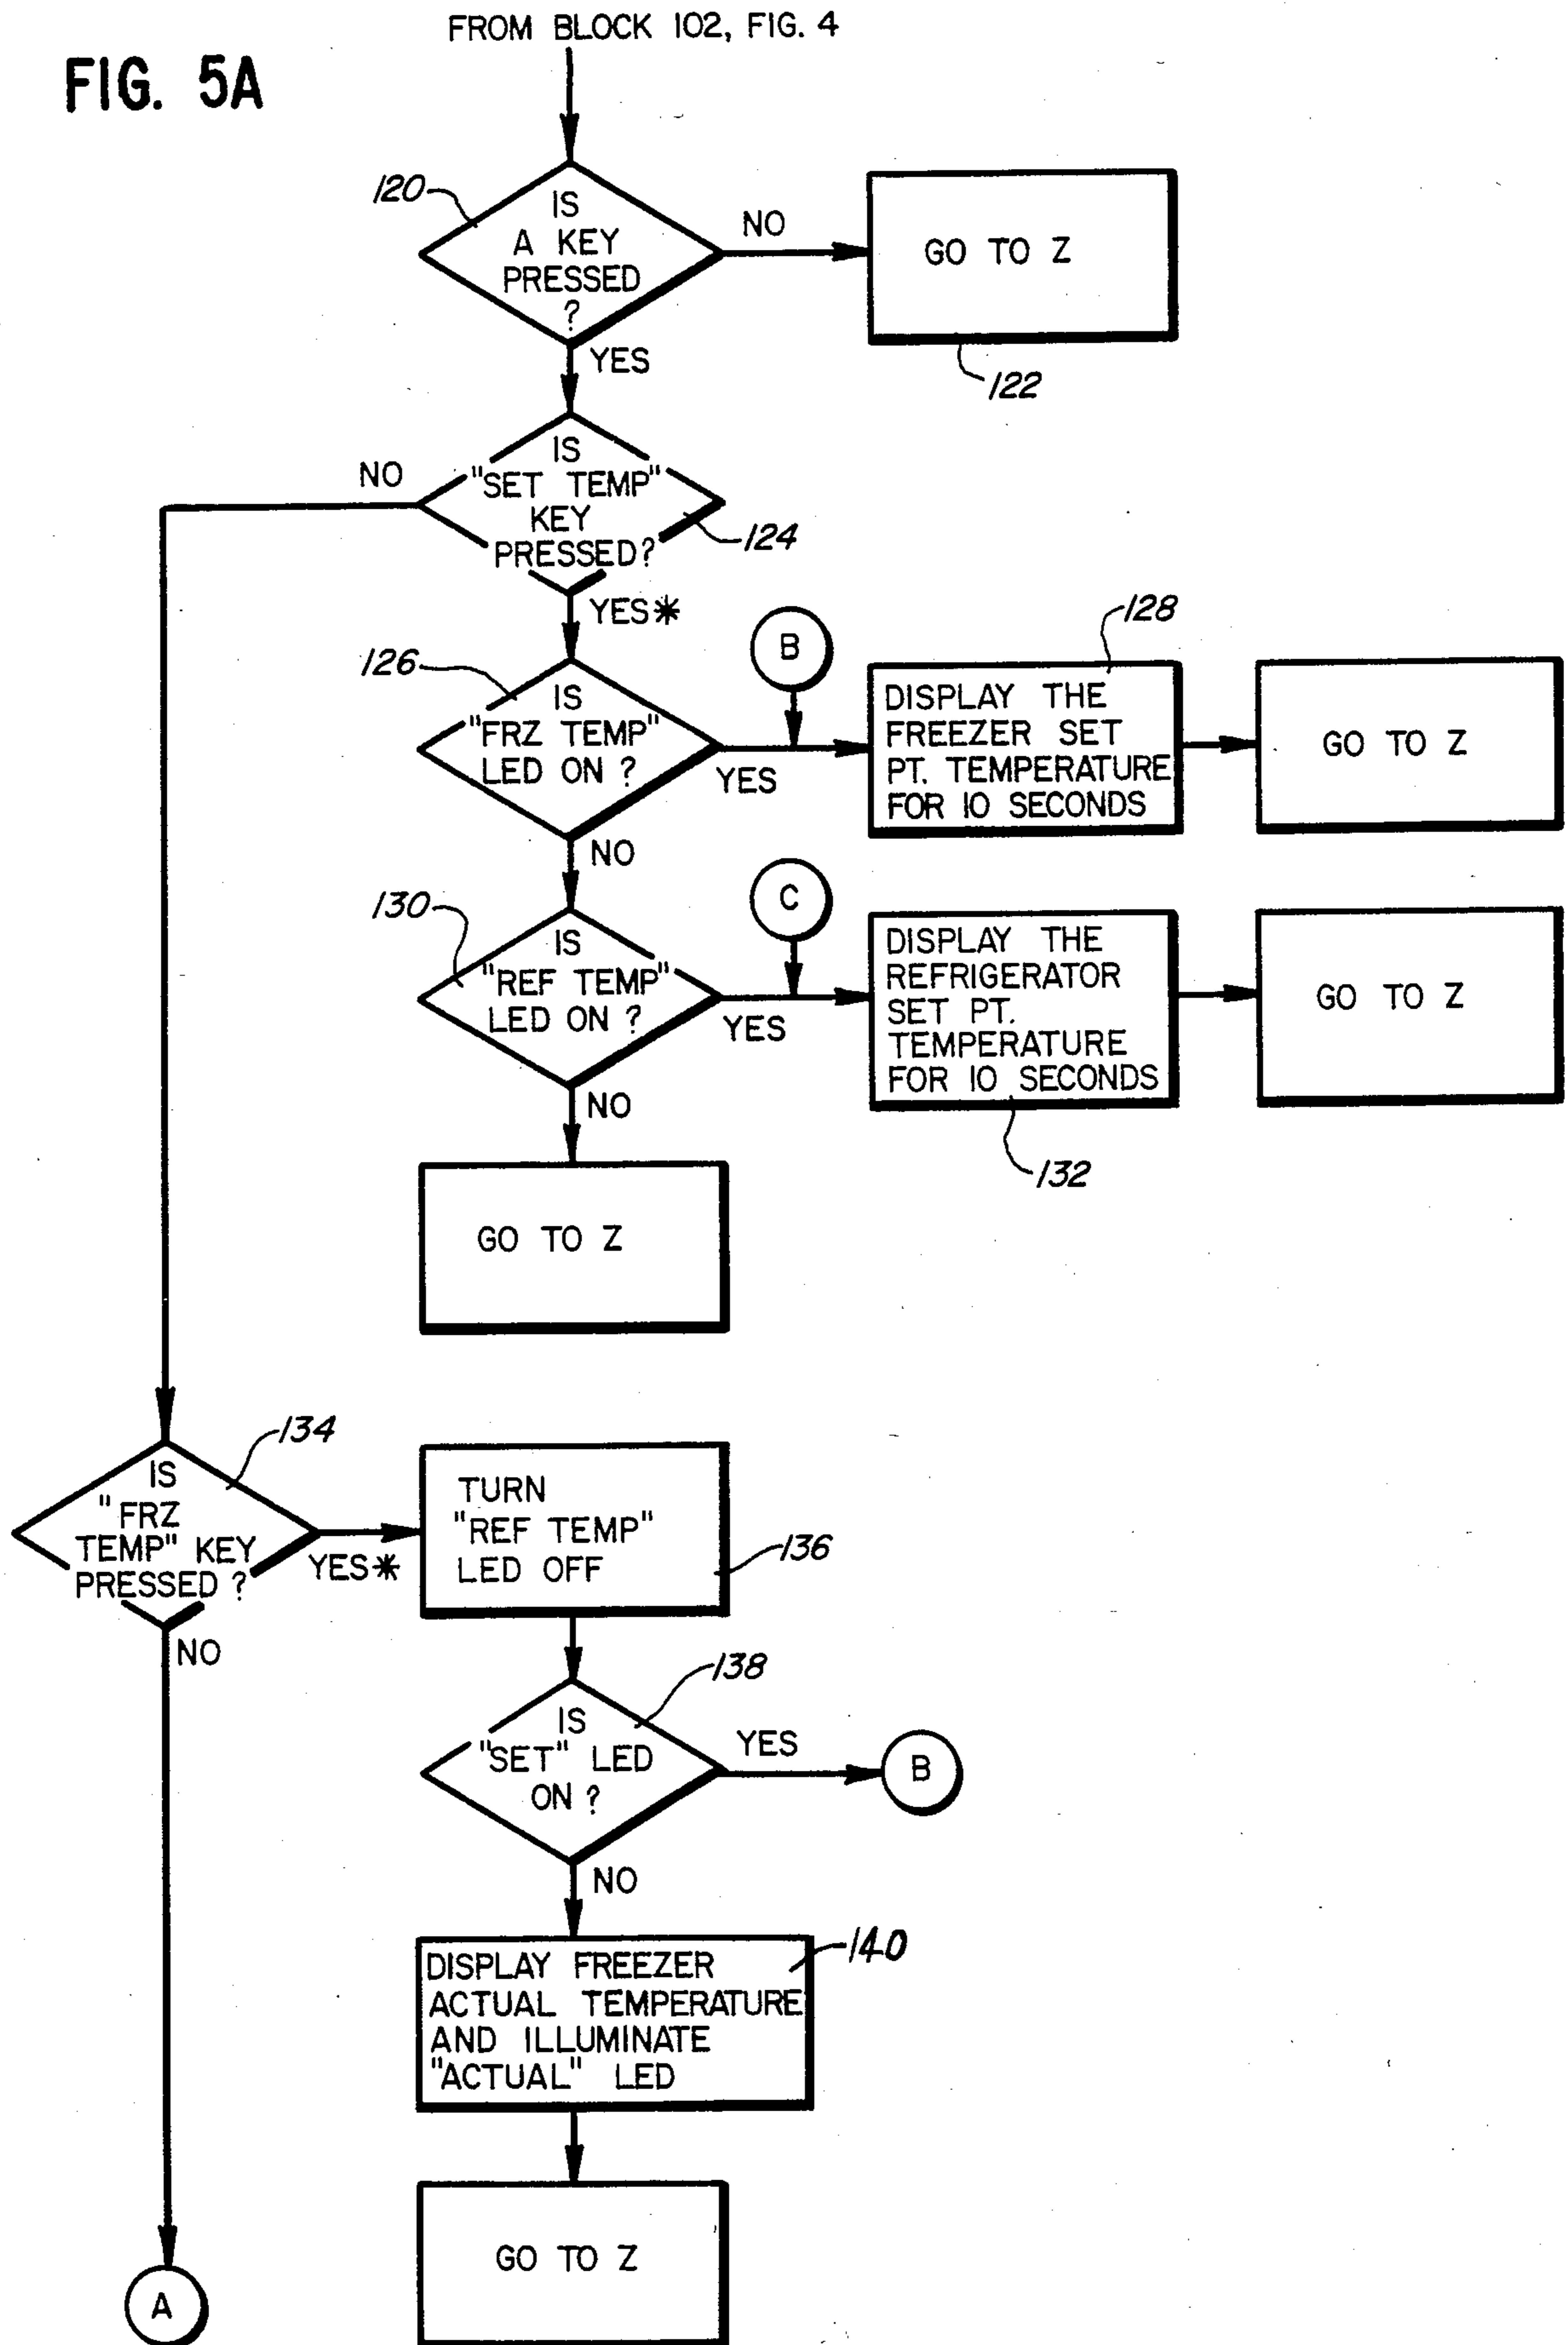 FROM BLOCK 102, FIG. 4
FIG. 5A
120
IS
A KEY
PRESSED
?
NO
GO TO Z
122
YES
IS
"SET TEMP"
KEY
PRESSED?
NO
124
YES*
126
IS
"FRZ TEMP"
LED ON ?
YES
B
128
DISPLAY THE
FREEZER SET
PT. TEMPERATURE
FOR 10 SECONDS
GO TO Z
NO
130
IS
"REF TEMP"
LED ON ?
YES
C
DISPLAY THE
REFRIGERATOR
SET PT.
TEMPERATURE
FOR 10 SECONDS
132
GO TO Z
NO
GO TO Z
134
IS
"FRZ
TEMP" KEY
PRESSED ?
YES*
TURN
"REF TEMP"
LED OFF
136
NO
138
IS
"SET" LED
ON ?
YES
B
NO
140
DISPLAY FREEZER
ACTUAL TEMPERATURE
AND ILLUMINATE
"ACTUAL" LED
GO TO Z
A